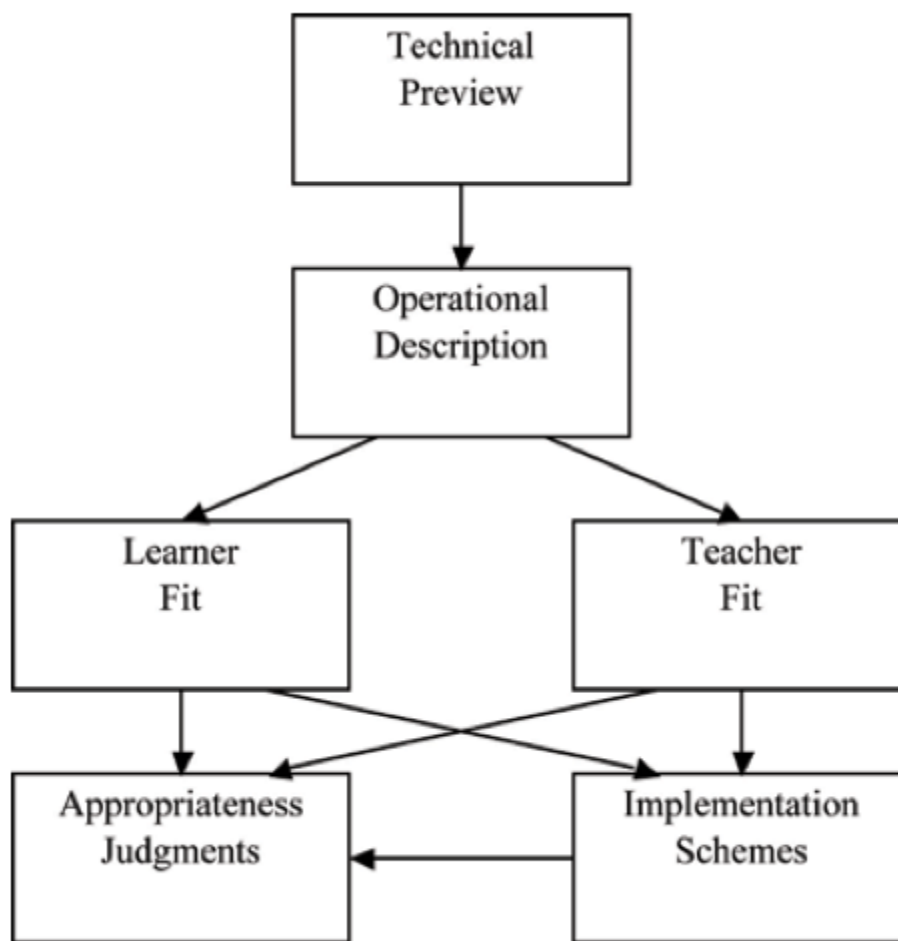 Technical
Preview
Operational
Description
Learner
Fit
Teacher
Fit
Appropriateness
Judgments
Implementation
Schemes